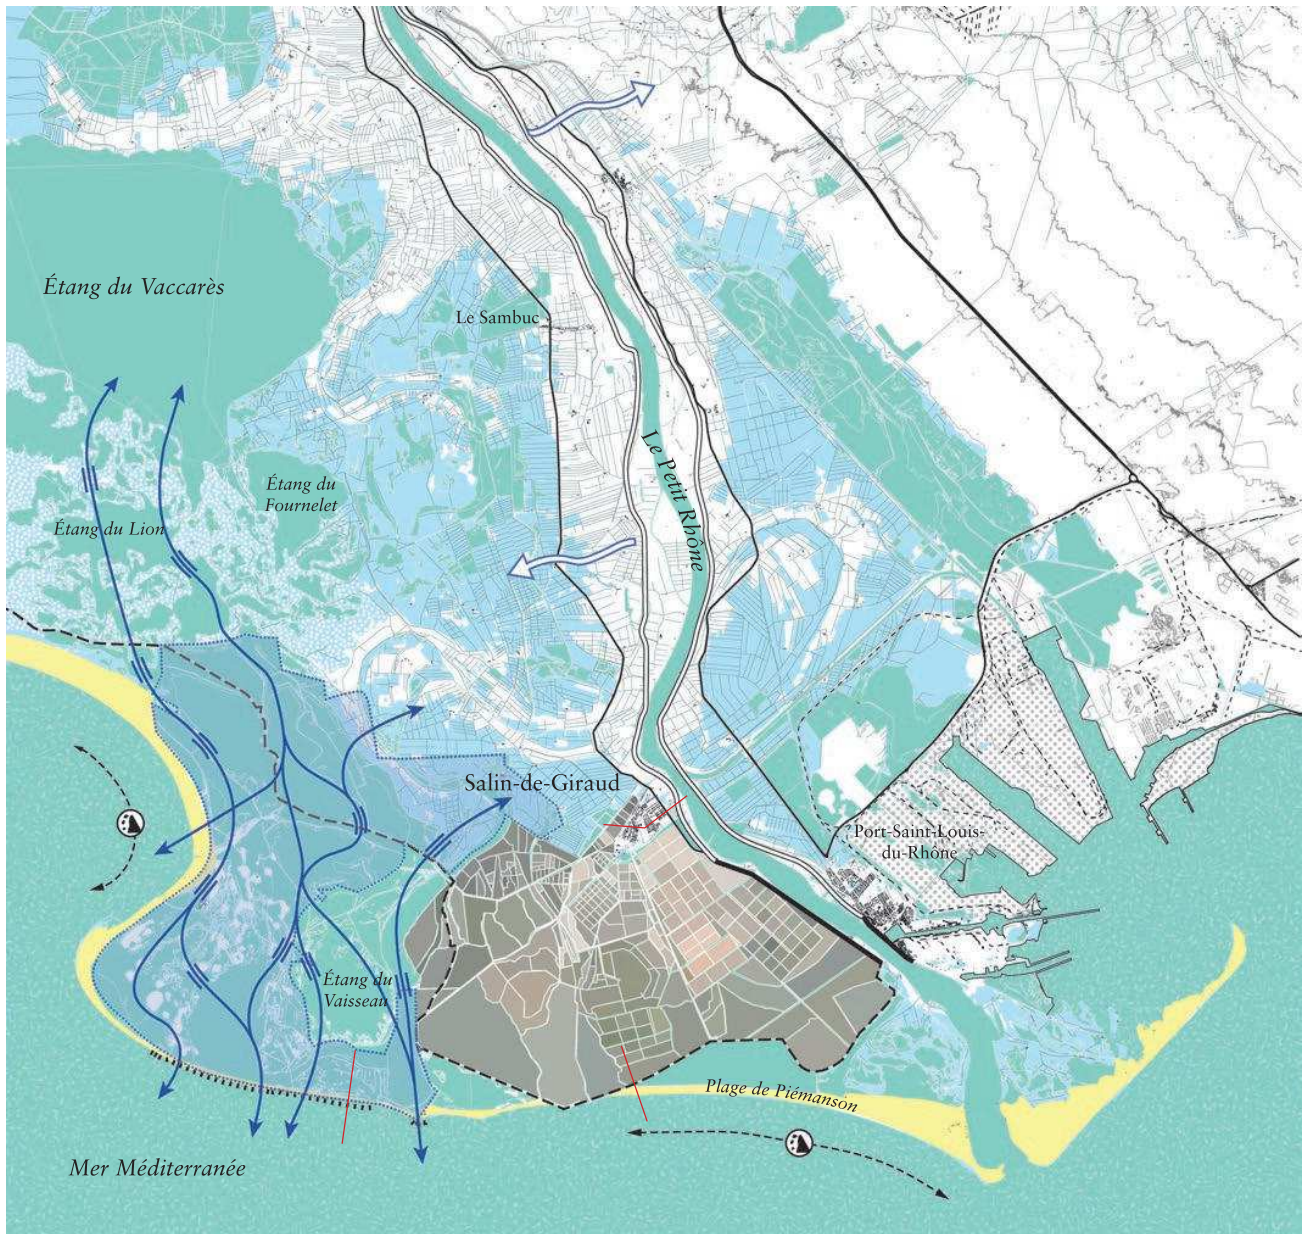 Étang du Vaccarès
Le Sambuc
Le Petit Rhône
Étang du
Fournelet
Étang du Lion
Salin-de-Giraud
Port-Saint-Louis-
du-Rhône
Étang du
Vaisseau
Plage de Piémanson
Mer Méditerranée